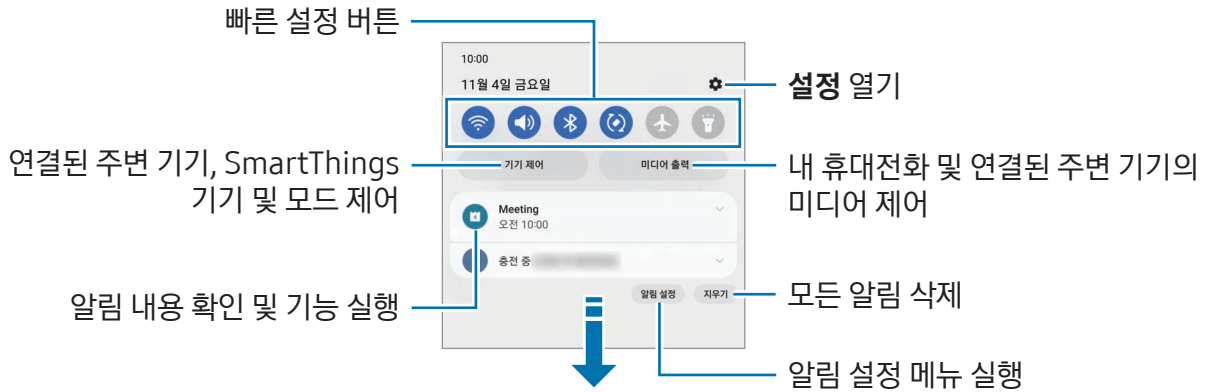 빠른 설정 버튼
10:00
11월 4일 금요일
설정 열기
연결된 주변 기기, SmartThings
기기 및 모드 제어
기기 제어
미디어 출력
내 휴대전화 및 연결된 주변 기기의
미디어 제어
Meeting
오전 10:00
충전 중
알림 내용 확인 및 기능 실행
알림 설정
지우기
모든 알림 삭제
알림 설정 메뉴 실행